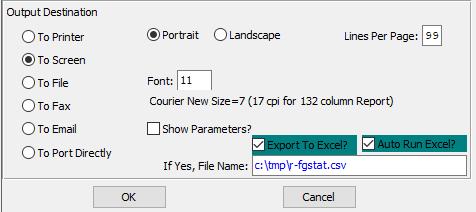 Output Destination
To Printer
Portrait
Landscape
Lines Per Page: 99
To Screen
To File
Font: 11
To Fax
Courier New Size=7 (17 cpi for 132 column Report)
To Email
Show Parameters?
Export To Excel?
Auto Run Excel?
To Port Directly
If Yes, File Name: c:\tmp\r-fgstat.csv
OK
Cancel